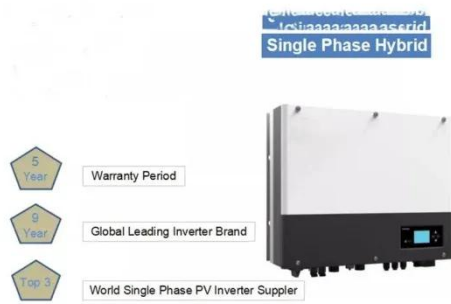 Single Phase Hybrid
5
Year
Warranty Period
9
Year
Global Leading Inverter Brand
Top 3
World Single Phase PV Inverter Suppler